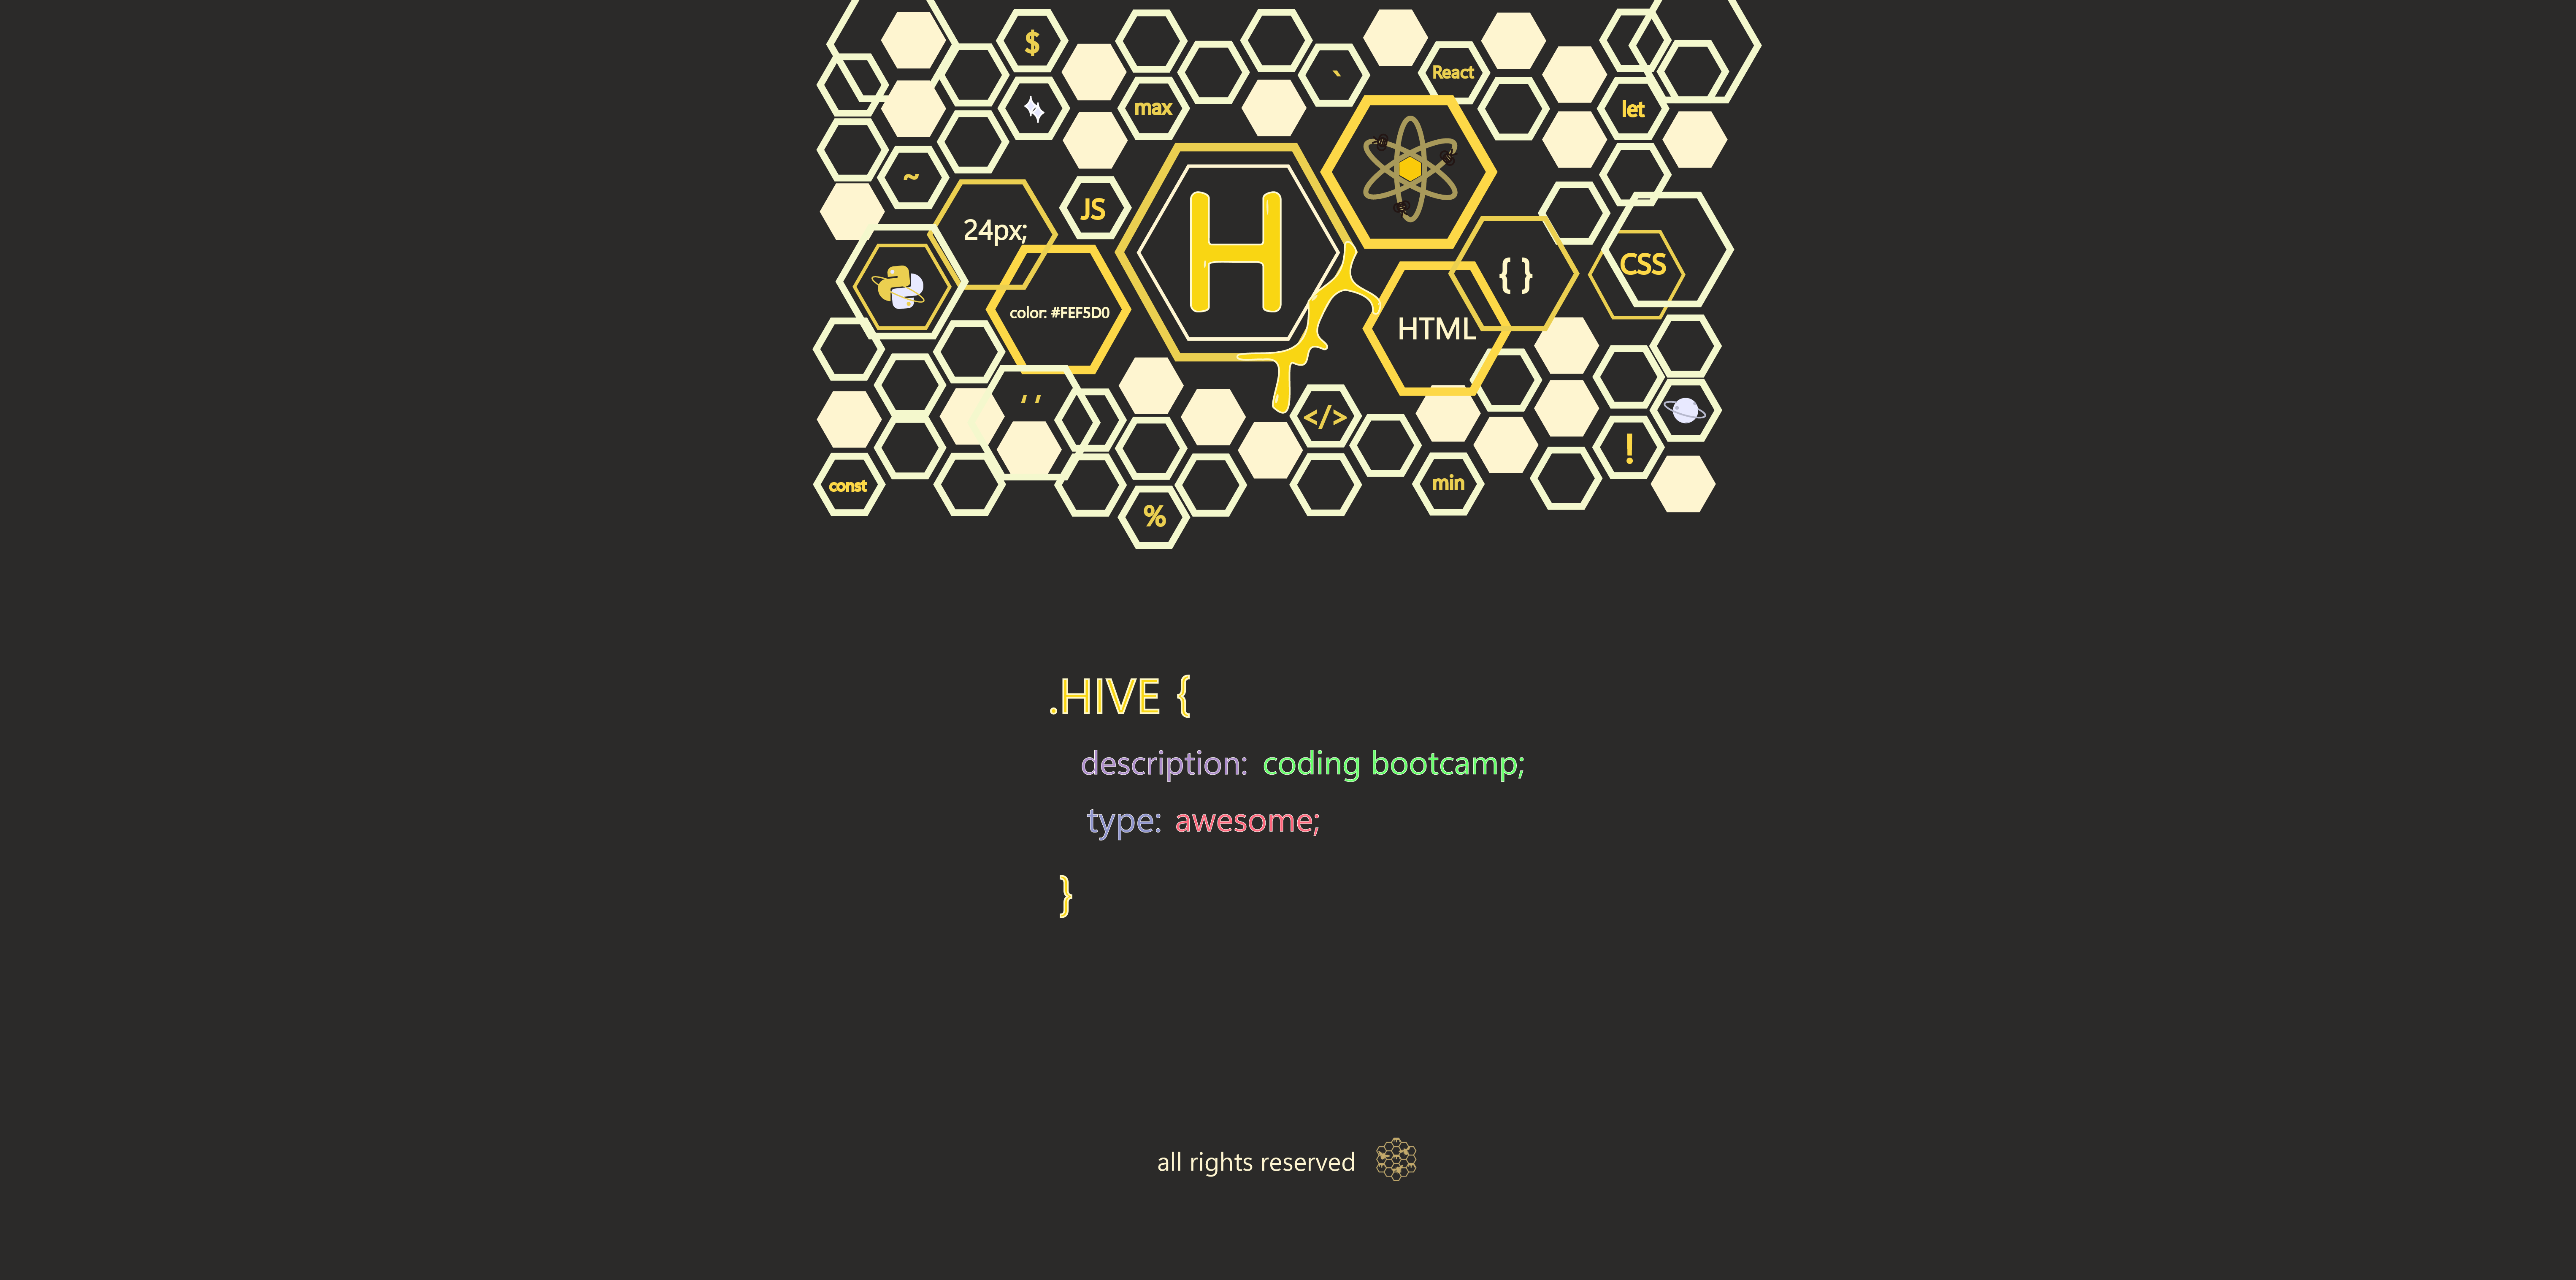 $
`
React
max
let
~
JS
24px;
H
CSS
{ }
color: #FEF5D0
HTML
' '
</>
!
const
min
%
.HIVE {
description: coding bootcamp;
type: awesome;
}
all rights reserved